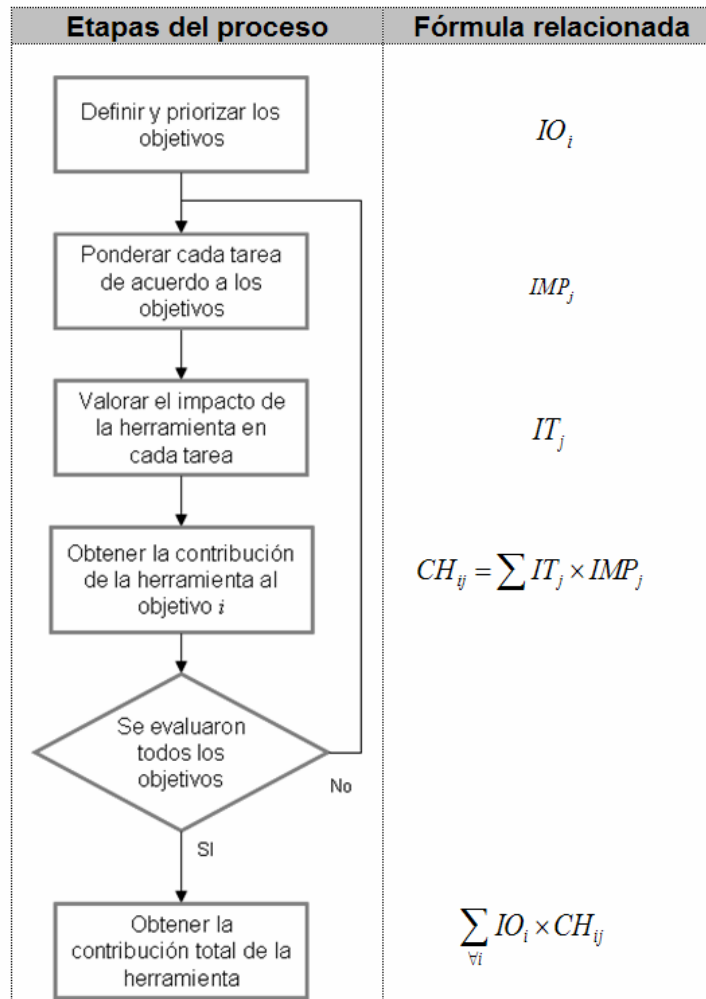 Etapas del proceso
Fórmula relacionada
Definir y priorizar los
objetivos
IO_i
Ponderar cada tarea
de acuerdo a los
objetivos
IMP_j
Valorar el impacto de
la herramienta en
cada tarea
IT_j
Obtener la contribución
de la herramienta al
objetivo i
CH_ij = ∑ IT_j × IMP_j
Se evaluaron
todos los
objetivos
No
SI
Obtener la
contribución total de la
herramienta
∑ IO_i × CH_ij
∀i